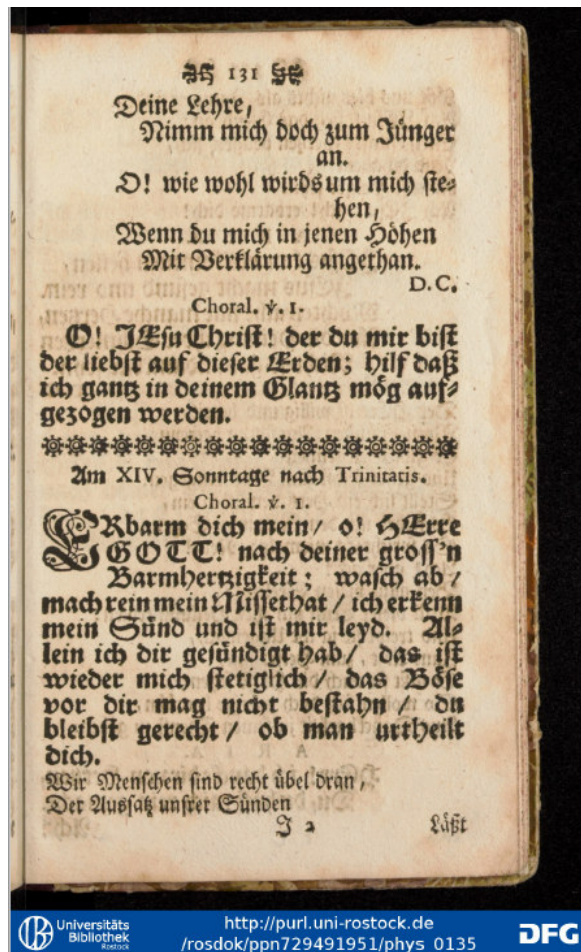 131
Deine Lehre,
Nimm mich doch zum Jünger
an.
O! wie wohl wirds um mich ste-
hen,
Wenn du mich in jenen Höhen
Mit Verklärung angethan.
D.C.
Choral. v. 1.
O! JEsu Christ! der du mir bist
der liebst auf dieser Erden; hilf daß
ich gantz in deinem Glantz mög auf-
gezogen werden.
Am XIV. Sonntage nach Trinitatis.
Choral. v. 1.
ERbarm dich mein / o! HErre
GOTT! nach deiner gross'n
Barmhertzigkeit; wasch ab /
mach rein mein Missethat / ich erkenn
mein Sünd und ist mir leyd. Al-
lein ich dir gesündigt hab / das ist
wieder mich stetiglich / das Böse
vor dir mag nicht bestahn / du
bleibst gerecht / ob man urtheilt
dich.
Wir Menschen sind recht übel dran,
Der Aussatz unsrer Sünden
J 2 Läßt
Universitäts
Bibliothek
Rostock
http://purl.uni-rostock.de
/rosdok/ppn729491951/phys_0135
DFG